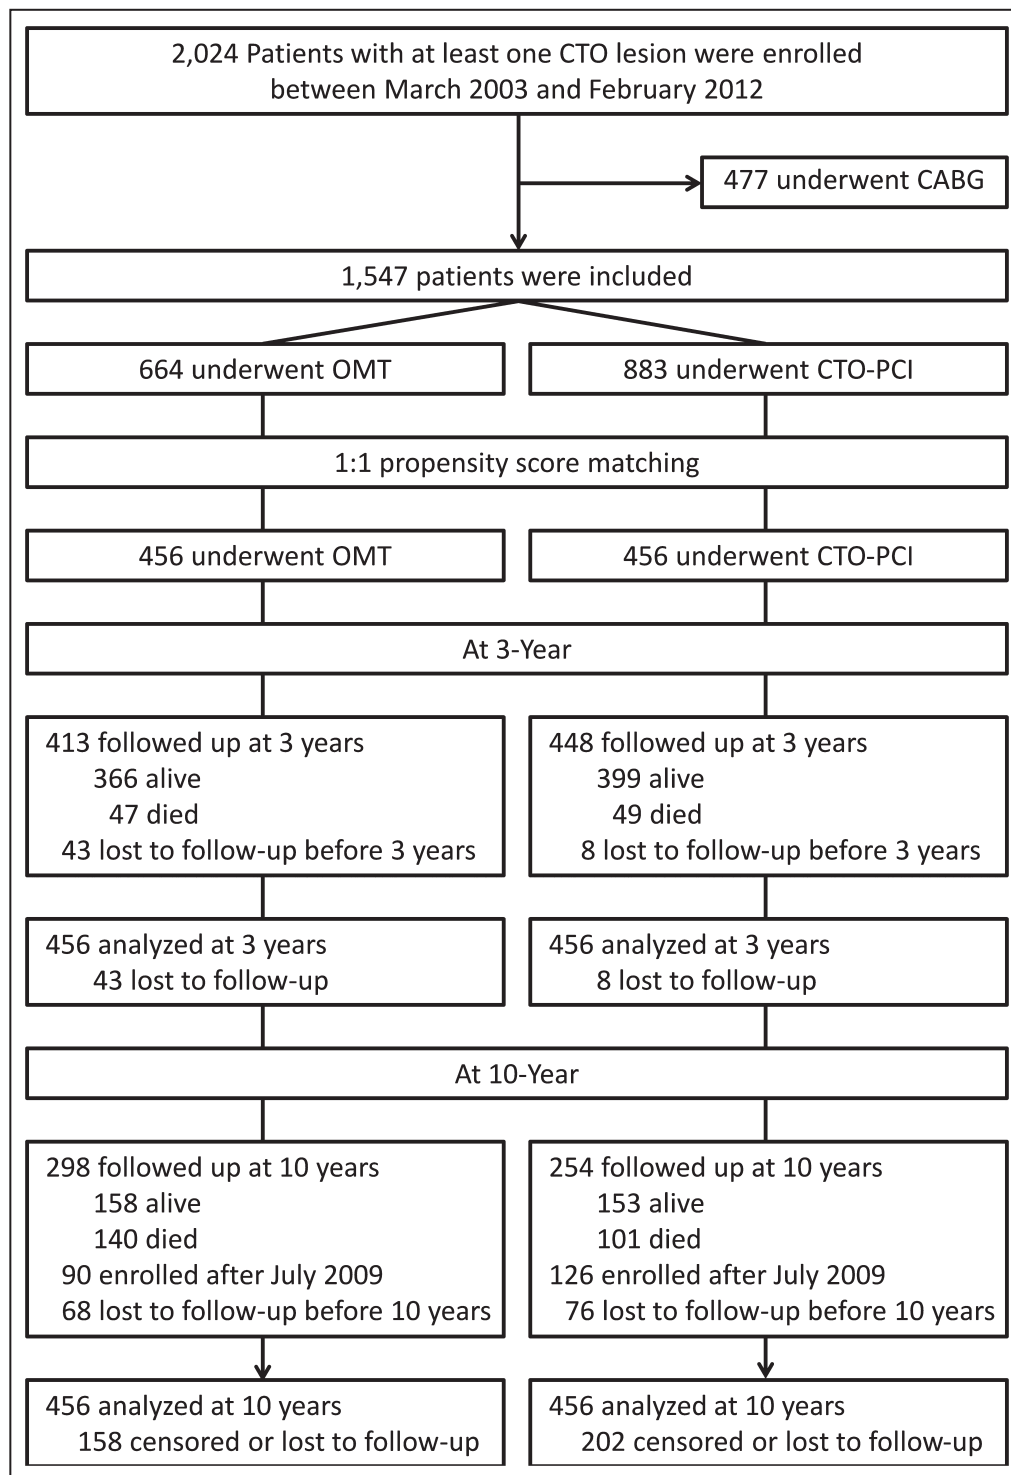 2,024 Patients with at least one CTO lesion were enrolled
between March 2003 and February 2012
477 underwent CABG
1,547 patients were included
664 underwent OMT
883 underwent CTO-PCI
1:1 propensity score matching
456 underwent OMT
456 underwent CTO-PCI
At 3-Year
413 followed up at 3 years
366 alive
47 died
43 lost to follow-up before 3 years
448 followed up at 3 years
399 alive
49 died
8 lost to follow-up before 3 years
456 analyzed at 3 years
43 lost to follow-up
456 analyzed at 3 years
8 lost to follow-up
At 10-Year
298 followed up at 10 years
158 alive
140 died
90 enrolled after July 2009
68 lost to follow-up before 10 years
254 followed up at 10 years
153 alive
101 died
126 enrolled after July 2009
76 lost to follow-up before 10 years
456 analyzed at 10 years
158 censored or lost to follow-up
456 analyzed at 10 years
202 censored or lost to follow-up